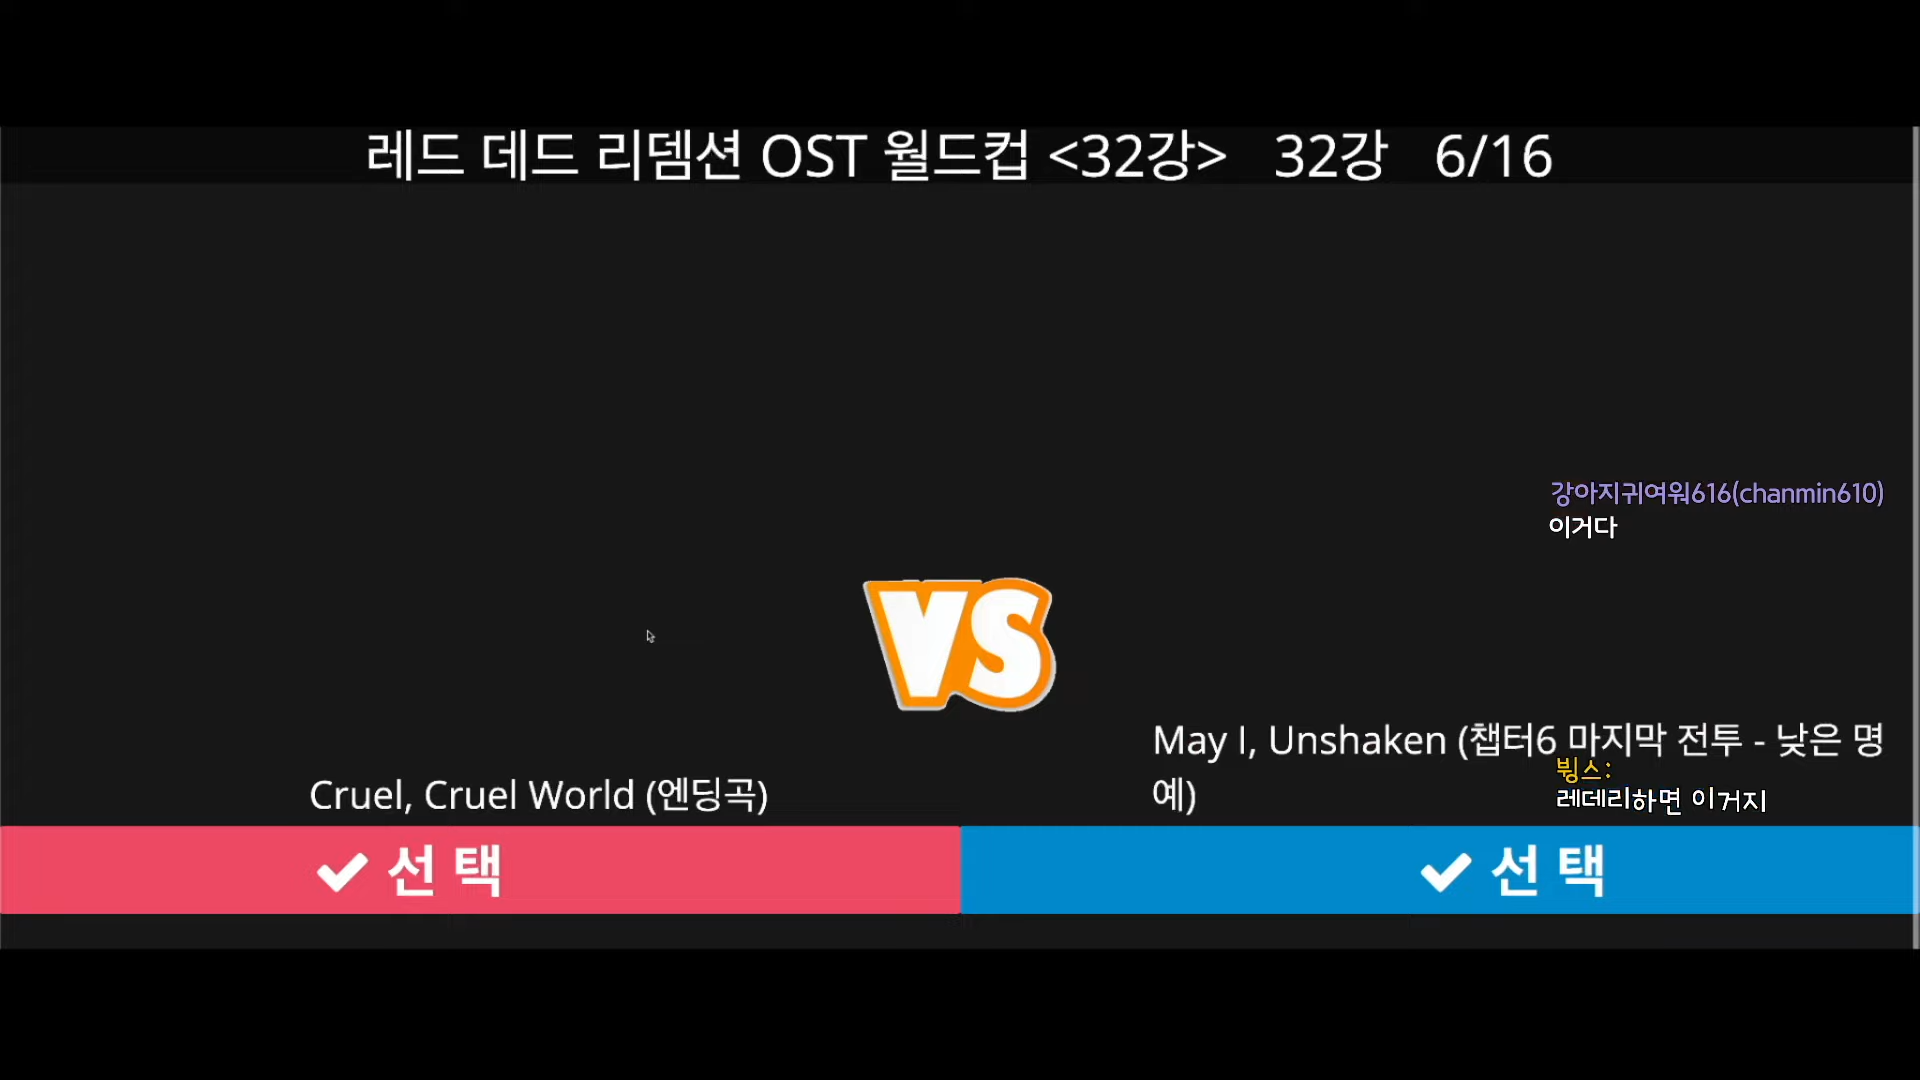 레드 데드 리뎀션 OST 월드컵 <32강> 32강 6/16
강아지귀여워616(chanmin610)
이거다
VS
May I, Unshaken (챕터6 마지막 전투 - 낮은 명
예)
Cruel, Cruel World (엔딩곡)
뷩스:
레데리하면 이거지
선 택
선 택